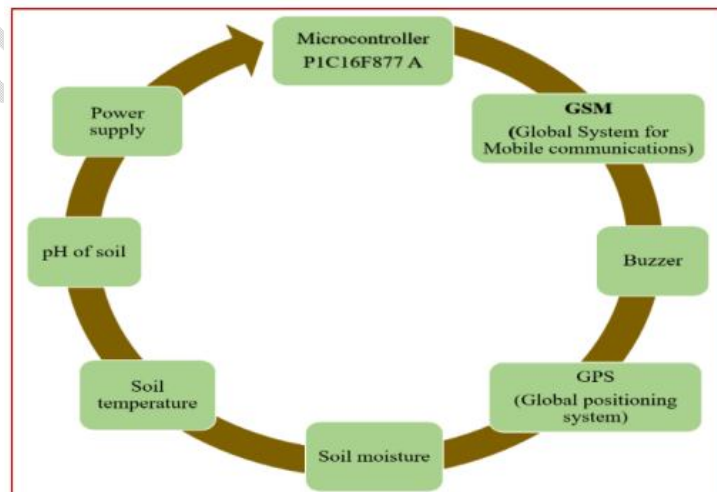 Microcontroller
P1C16F877 A
GSM
(Global System for
Mobile communications)
Buzzer
GPS
(Global positioning
system)
Soil moisture
Soil
temperature
pH of soil
Power
supply